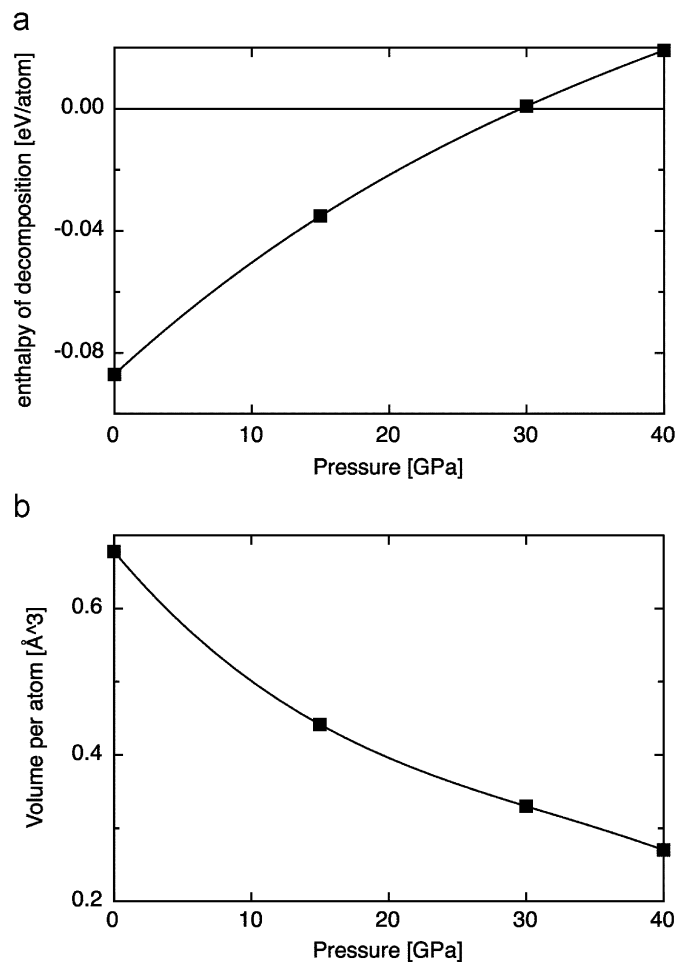 a
enthalpy of decomposition [eV/atom]
0.00
-0.04
-0.08
0 10 20 30 40
Pressure [GPa]
b
Volume per atom [Å^3]
0.6
0.4
0.2
0 10 20 30 40
Pressure [GPa]